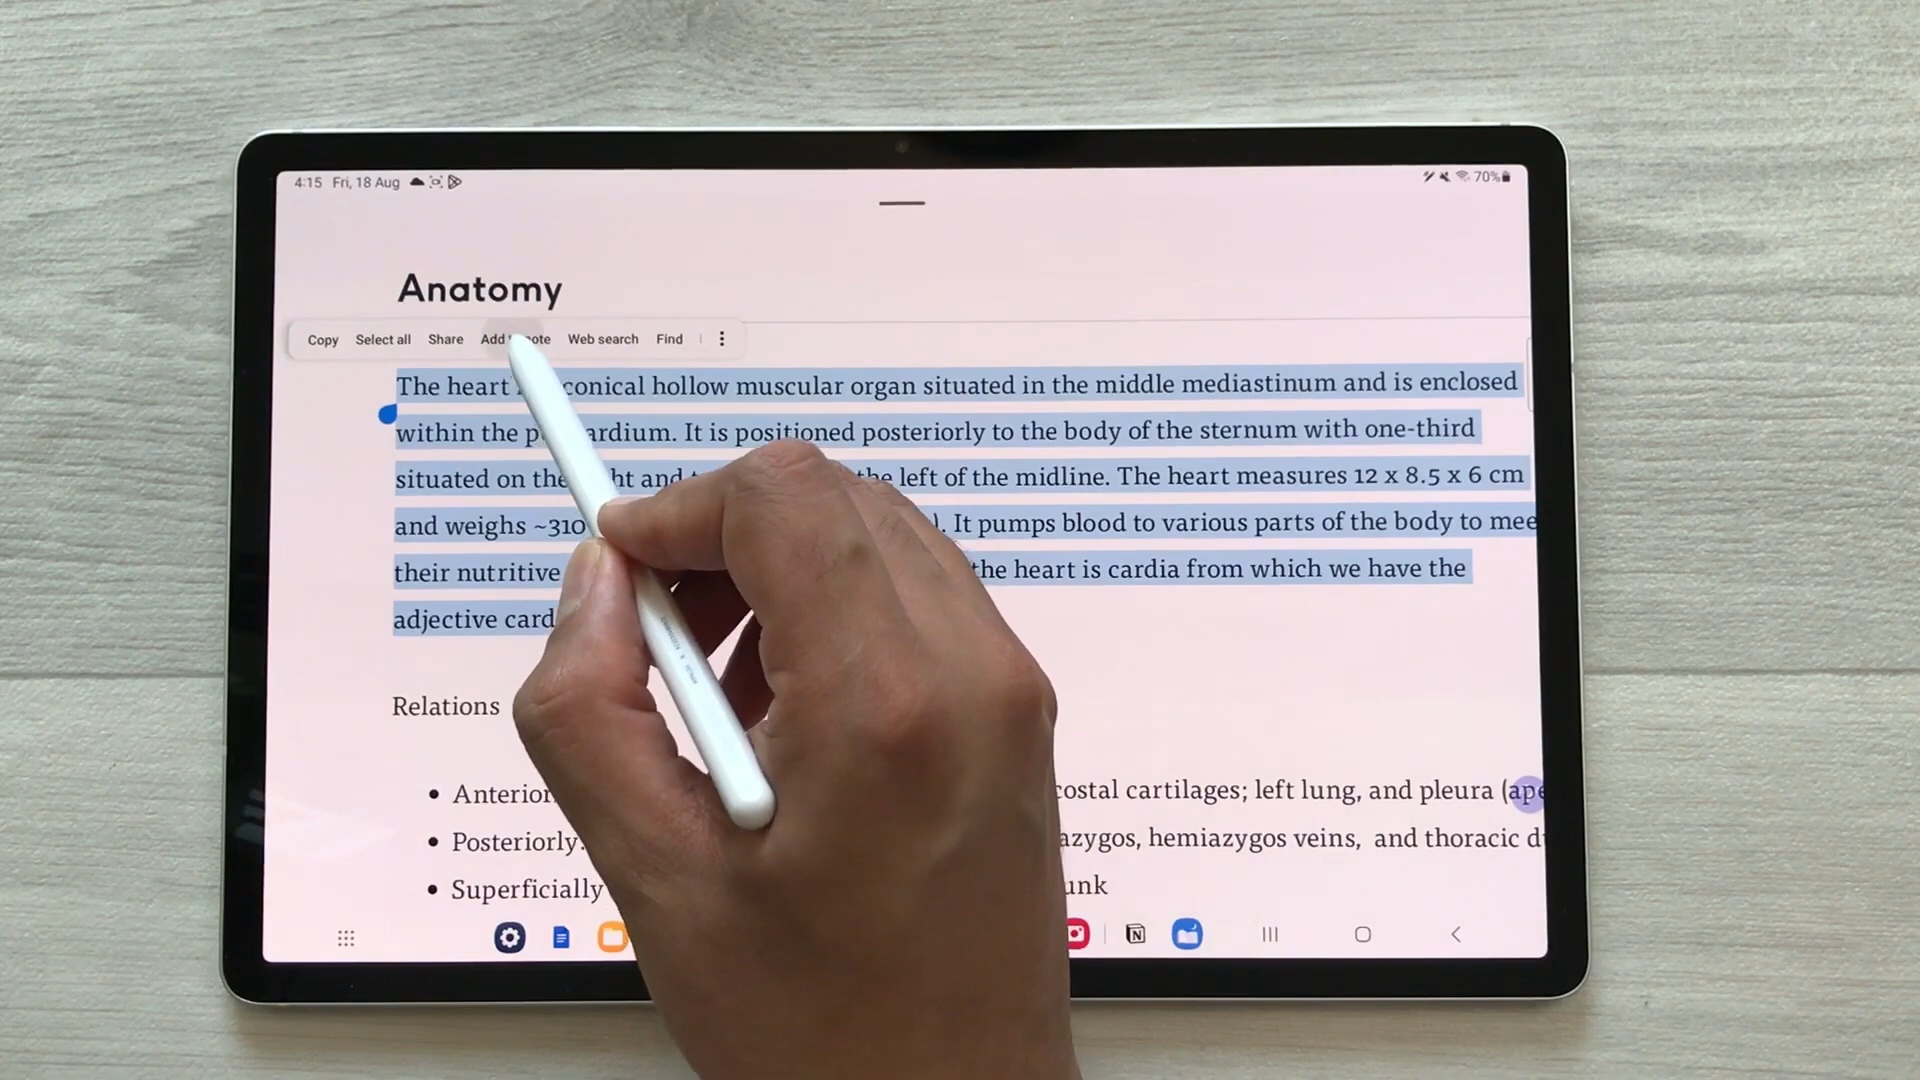 4:15 Fri, 18 Aug
70%
Anatomy
Copy Select all Share Add note Web search Find
The heart conical hollow muscular organ situated in the middle mediastinum and is enclosed
within the It is positioned posteriorly to the body of the sternum with one-third
situated on the and the left of the midline. The heart measures 12 x 8.5 x 6 cm
and weighs ~310 ). It pumps blood to various parts of the body to mee
their nutritive the heart is cardia from which we have the
adjective
Relations
costal cartilages; left lung, and pleura (ape
Posteriorly: azygos, hemiazygos veins, and thoracic
Superficially